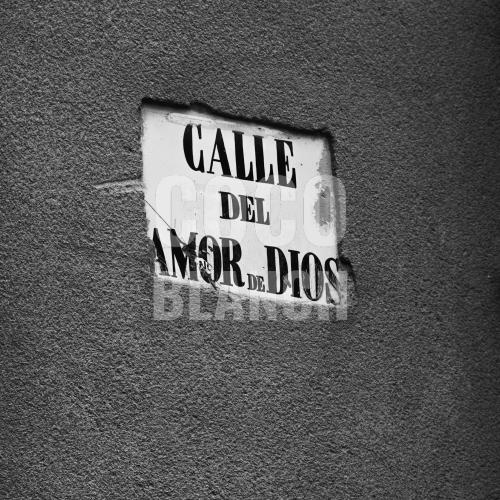 CALLE
DEL
AMOR DE DIOS
COCO
BLANCH